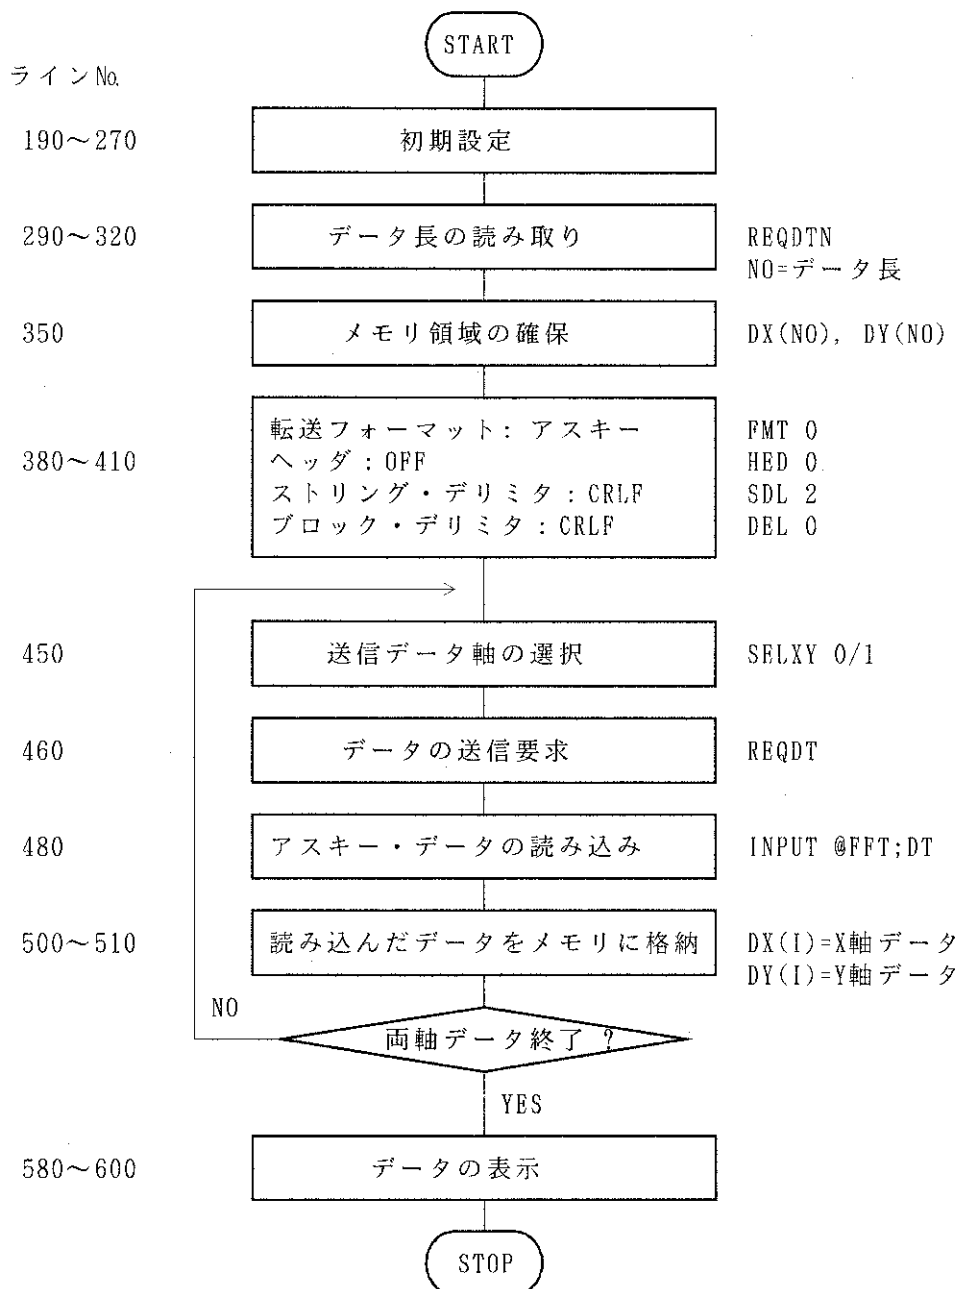 START
ラインNo.
190～270 初期設定
290～320 データ長の読み取り REQDTN
NO=データ長
350 メモリ領域の確保 DX(NO), DY(NO)
転送フォーマット: アスキー FMT 0
380～410 ヘッダ:OFF HED 0
ストリング・デリミタ:CRLF SDL 2
ブロック・デリミタ:CRLF DEL 0
450 送信データ軸の選択 SELXY 0/1
460 データの送信要求 REQDT
480 アスキー・データの読み込み INPUT @FFT;DT
500～510 読み込んだデータをメモリに格納 DX(I)=X軸データ
DY(I)=Y軸データ
NO
両軸データ終了 ?
YES
580～600 データの表示
STOP